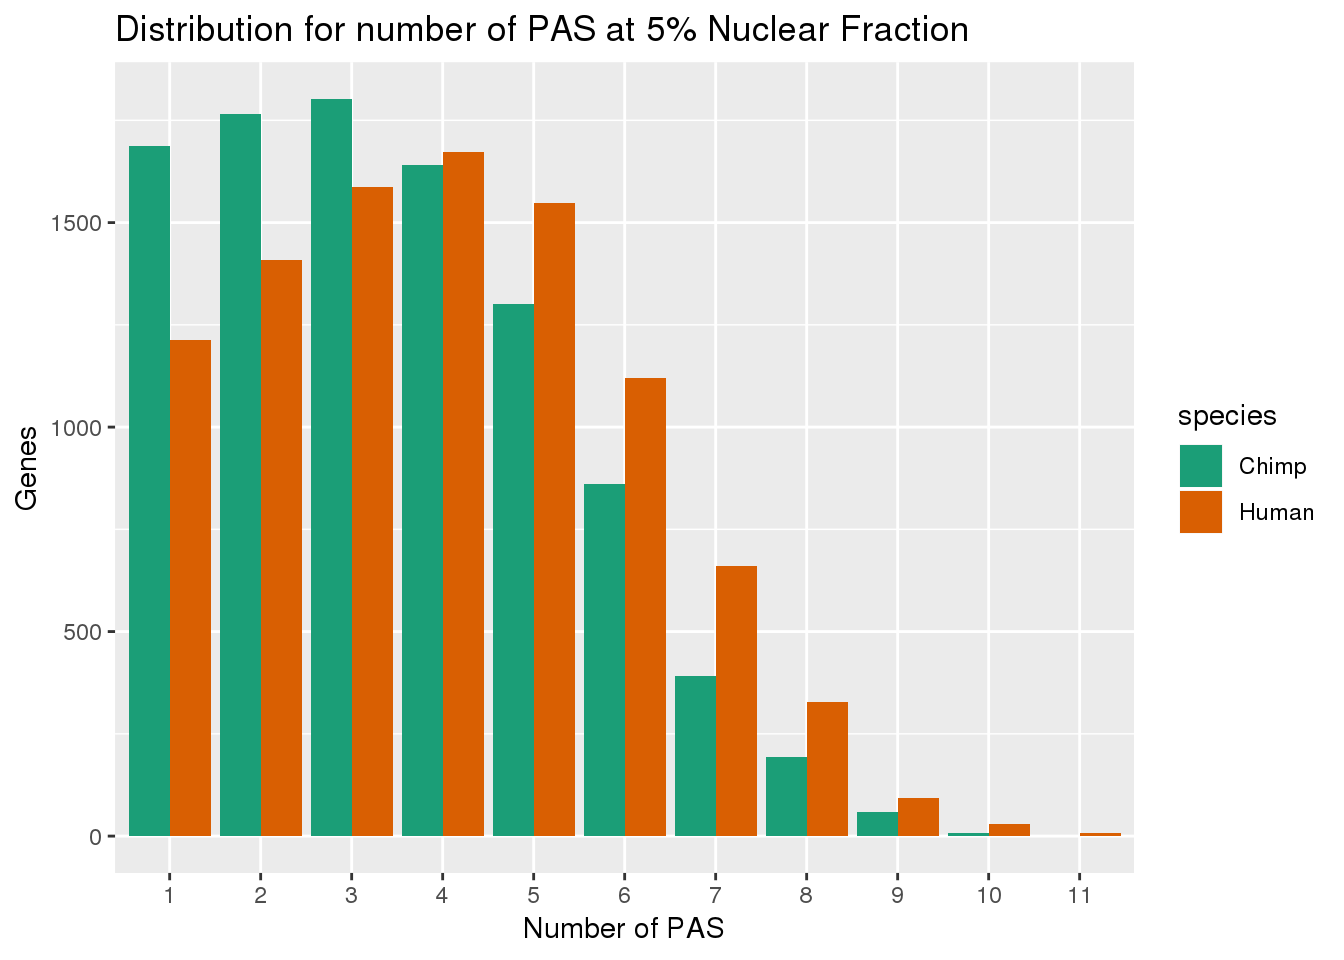 Distribution for number of PAS at 5% Nuclear Fraction
1500
1000
500
0
Genes
1 2 3 4 5 6 7 8 9 10 11
Number of PAS
species
Chimp
Human